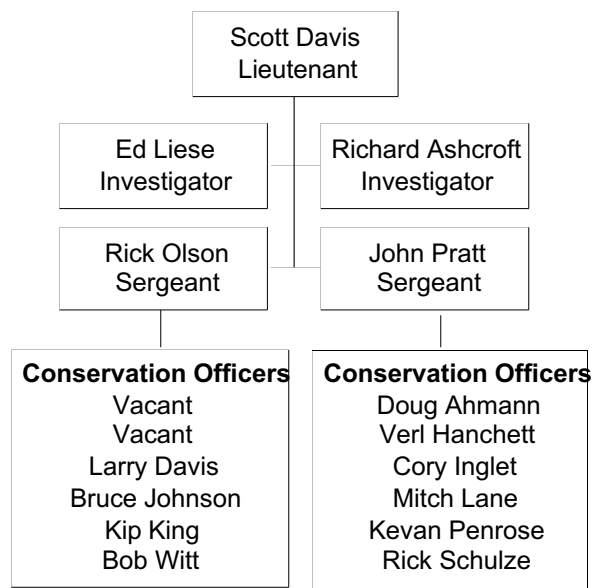 Scott Davis
Lieutenant
Ed Liese
Investigator
Richard Ashcroft
Investigator
Rick Olson
Sergeant
John Pratt
Sergeant
Conservation Officers
Vacant
Vacant
Larry Davis
Bruce Johnson
Kip King
Bob Witt
Conservation Officers
Doug Ahmann
Verl Hanchett
Cory Inglet
Mitch Lane
Kevan Penrose
Rick Schulze